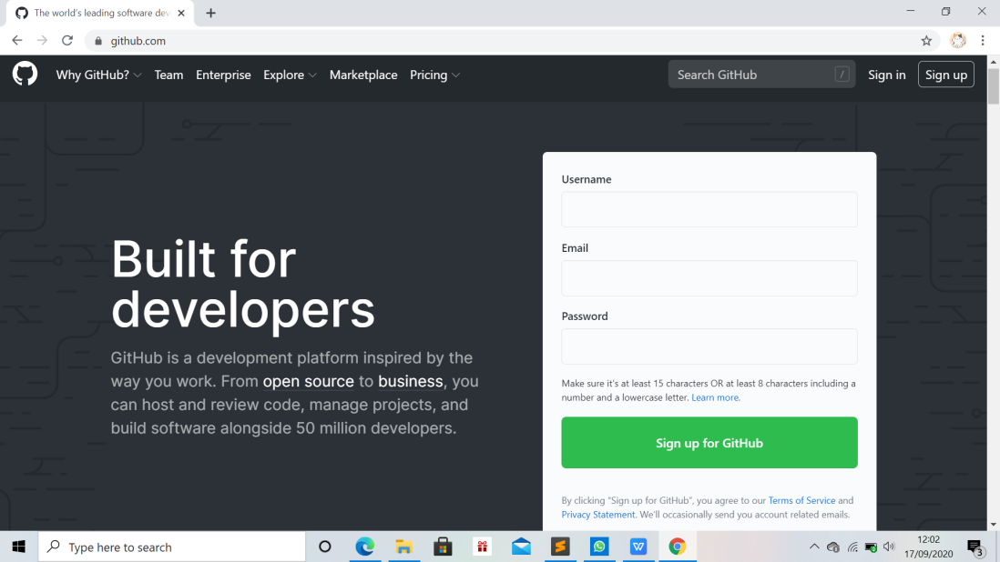 The world's leading software dev
github.com
Why GitHub? Team Enterprise Explore Marketplace Pricing
Search GitHub /
Sign in
Sign up
Built for
developers
GitHub is a development platform inspired by the
way you work. From open source to business, you
can host and review code, manage projects, and
build software alongside 50 million developers.
Username
Email
Password
Make sure it's at least 15 characters OR at least 8 characters including a
number and a lowercase letter. Learn more.
Sign up for GitHub
By clicking "Sign up for GitHub", you agree to our Terms of Service and
Privacy Statement. We'll occasionally send you account related emails.
Type here to search
12:02
17/09/2020
3